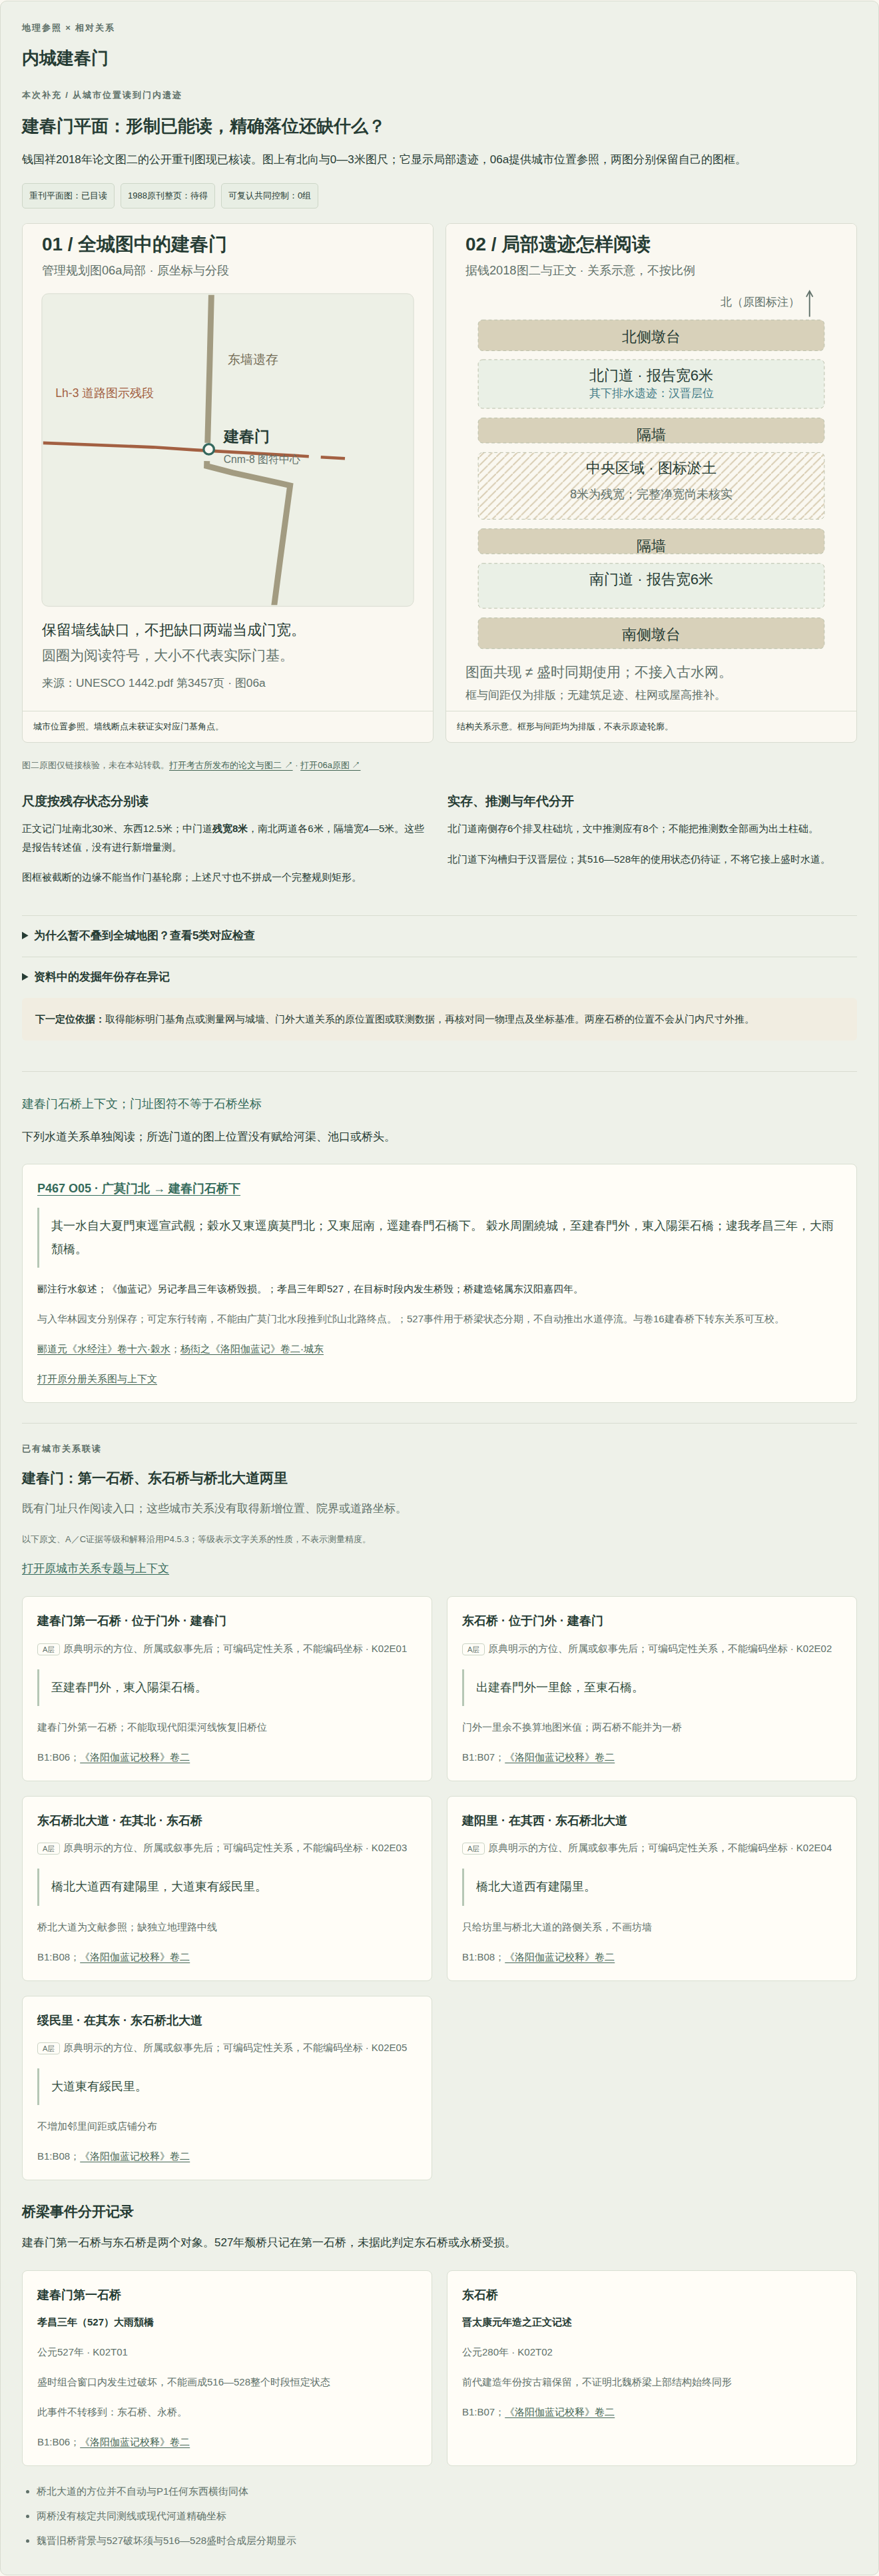 地理参照 × 相对关系
内城建春门
本次补充 / 从城市位置读到门内遗迹
建春门平面：形制已能读，精确落位还缺什么？
钱国祥2018年论文图二的公开重刊图现已核读。图上有北向与0—3米图尺；它显示局部遗迹，06a提供城市位置参照，两图分别保留自己的图框。
重刊平面图：已目读
1988原刊整页：待得
可复认共同控制：0组
01 / 全城图中的建春门
管理规划图06a局部 · 原坐标与分段
东墙遗存
Lh-3 道路图示残段
建春门
Cnm-8 图符中心
保留墙线缺口，不把缺口两端当成门宽。
圆圈为阅读符号，大小不代表实际门基。
来源：UNESCO 1442.pdf 第3457页 · 图06a
城市位置参照。墙线断点未获证实对应门基角点。
02 / 局部遗迹怎样阅读
据钱2018图二与正文 · 关系示意，不按比例
北（原图标注）
北侧墩台
北门道 · 报告宽6米
其下排水遗迹：汉晋层位
隔墙
中央区域 · 图标淤土
8米为残宽；完整净宽尚未核实
隔墙
南门道 · 报告宽6米
南侧墩台
图面共现 ≠ 盛时同期使用；不接入古水网。
框与间距仅为排版；无建筑足迹、柱网或屋高推补。
结构关系示意。框形与间距均为排版，不表示原迹轮廓。
图二原图仅链接核验，未在本站转载。打开考古所发布的论文与图二 ↗ · 打开06a原图 ↗
尺度按残存状态分别读
正文记门址南北30米、东西12.5米；中门道残宽8米，南北两道各6米，隔墙宽4—5米。这些
是报告转述值，没有进行新增量测。
图框被截断的边缘不能当作门基轮廓；上述尺寸也不拼成一个完整规则矩形。
实存、推测与年代分开
北门道南侧存6个排叉柱础坑，文中推测应有8个；不能把推测数全部画为出土柱础。
北门道下沟槽归于汉晋层位；其516—528年的使用状态仍待证，不将它接上盛时水道。
▶ 为什么暂不叠到全城地图？查看5类对应检查
▶ 资料中的发掘年份存在异记
下一定位依据：取得能标明门基角点或测量网与城墙、门外大道关系的原位置图或联测数据，再核对同一物理点及坐标基准。两座石桥的位置不会从门内尺寸外推。
建春门石桥上下文；门址图符不等于石桥坐标
下列水道关系单独阅读；所选门道的图上位置没有赋给河渠、池口或桥头。
P467 O05 · 广莫门北 → 建春门石桥下
其一水自大夏門東逕宣武觀；穀水又東逕廣莫門北；又東屈南，逕建春門石橋下。 穀水周圍繞城，至建春門外，東入陽渠石橋；逮我孝昌三年，大雨
頹橋。
郦注行水叙述；《伽蓝记》另记孝昌三年该桥毁损。；孝昌三年即527，在目标时段内发生桥毁；桥建造铭属东汉阳嘉四年。
与入华林园支分别保存；可定东行转南，不能由广莫门北水段推到邙山北路终点。；527事件用于桥梁状态分期，不自动推出水道停流。与卷16建春桥下转东关系可互校。
郦道元《水经注》卷十六·穀水；杨衒之《洛阳伽蓝记》卷二·城东
打开原分册关系图与上下文
已有城市关系联读
建春门：第一石桥、东石桥与桥北大道两里
既有门址只作阅读入口；这些城市关系没有取得新增位置、院界或道路坐标。
以下原文、A／C证据等级和解释沿用P4.5.3；等级表示文字关系的性质，不表示测量精度。
打开原城市关系专题与上下文
建春门第一石桥 · 位于门外 · 建春门
A层 原典明示的方位、所属或叙事先后；可编码定性关系，不能编码坐标 · K02E01
至建春門外，東入陽渠石橋。
建春门外第一石桥；不能取现代阳渠河线恢复旧桥位
B1:B06；《洛阳伽蓝记校释》卷二
东石桥 · 位于门外 · 建春门
A层 原典明示的方位、所属或叙事先后；可编码定性关系，不能编码坐标 · K02E02
出建春門外一里餘，至東石橋。
门外一里余不换算地图米值；两石桥不能并为一桥
B1:B07；《洛阳伽蓝记校释》卷二
东石桥北大道 · 在其北 · 东石桥
A层 原典明示的方位、所属或叙事先后；可编码定性关系，不能编码坐标 · K02E03
橋北大道西有建陽里，大道東有綏民里。
桥北大道为文献参照；缺独立地理路中线
B1:B08；《洛阳伽蓝记校释》卷二
建阳里 · 在其西 · 东石桥北大道
A层 原典明示的方位、所属或叙事先后；可编码定性关系，不能编码坐标 · K02E04
橋北大道西有建陽里。
只给坊里与桥北大道的路侧关系，不画坊墙
B1:B08；《洛阳伽蓝记校释》卷二
绥民里 · 在其东 · 东石桥北大道
A层 原典明示的方位、所属或叙事先后；可编码定性关系，不能编码坐标 · K02E05
大道東有綏民里。
不增加邻里间距或店铺分布
B1:B08；《洛阳伽蓝记校释》卷二
桥梁事件分开记录
建春门第一石桥与东石桥是两个对象。527年颓桥只记在第一石桥，未据此判定东石桥或永桥受损。
建春门第一石桥
孝昌三年（527）大雨頹橋
公元527年 · K02T01
盛时组合窗口内发生过破坏，不能画成516—528整个时段恒定状态
此事件不转移到：东石桥、永桥。
B1:B06；《洛阳伽蓝记校释》卷二
东石桥
晋太康元年造之正文记述
公元280年 · K02T02
前代建造年份按古籍保留，不证明北魏桥梁上部结构始终同形
B1:B07；《洛阳伽蓝记校释》卷二
• 桥北大道的方位并不自动与P1任何东西横街同体
• 两桥没有核定共同测线或现代河道精确坐标
• 魏晋旧桥背景与527破坏须与516—528盛时合成层分期显示